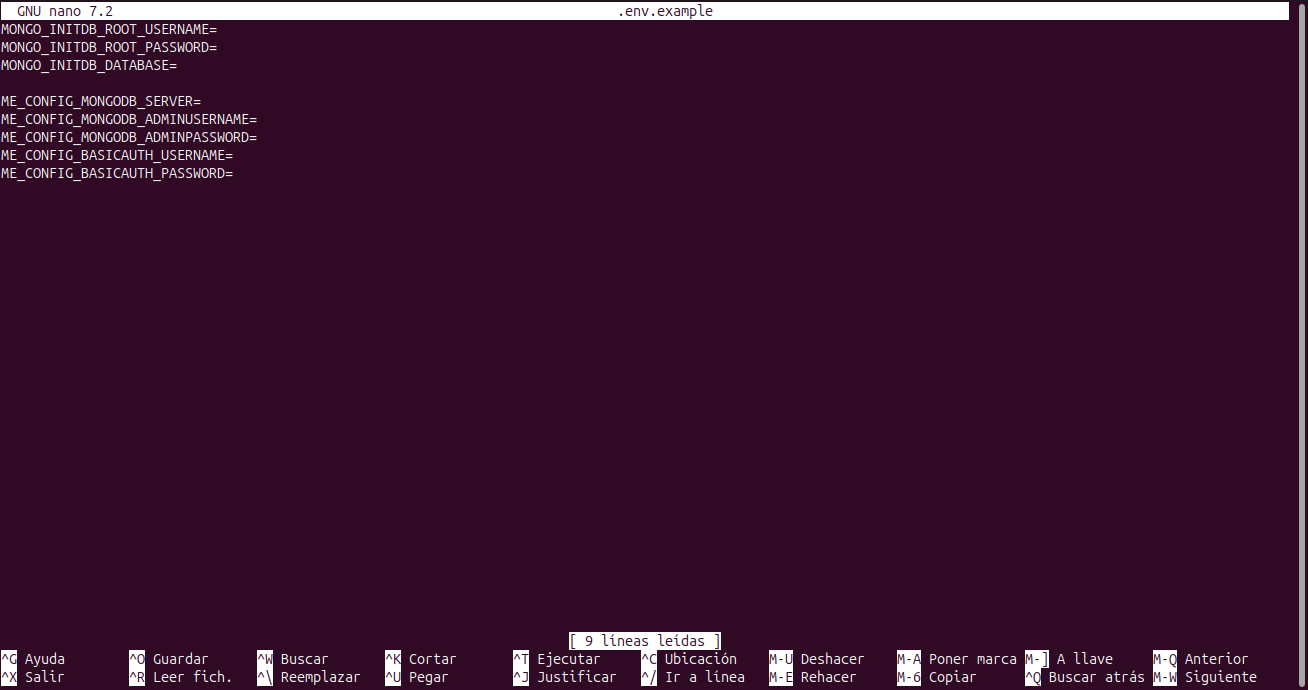 GNU nano 7.2 .env.example
MONGO_INITDB_ROOT_USERNAME=
MONGO_INITDB_ROOT_PASSWORD=
MONGO_INITDB_DATABASE=
ME_CONFIG_MONGODB_SERVER=
ME_CONFIG_MONGODB_ADMINUSERNAME=
ME_CONFIG_MONGODB_ADMINPASSWORD=
ME_CONFIG_BASICAUTH_USERNAME=
ME_CONFIG_BASICAUTH_PASSWORD=
[ 9 líneas leídas ]
^G Ayuda ^O Guardar ^W Buscar ^K Cortar ^T Ejecutar ^C Ubicación M-U Deshacer M-A Poner marca M-] A llave M-Q Anterior
^X Salir ^R Leer fich. ^\ Reemplazar ^U Pegar ^J Justificar ^/ Ir a línea M-E Rehacer M-6 Copiar ^Q Buscar atrás M-W Siguiente